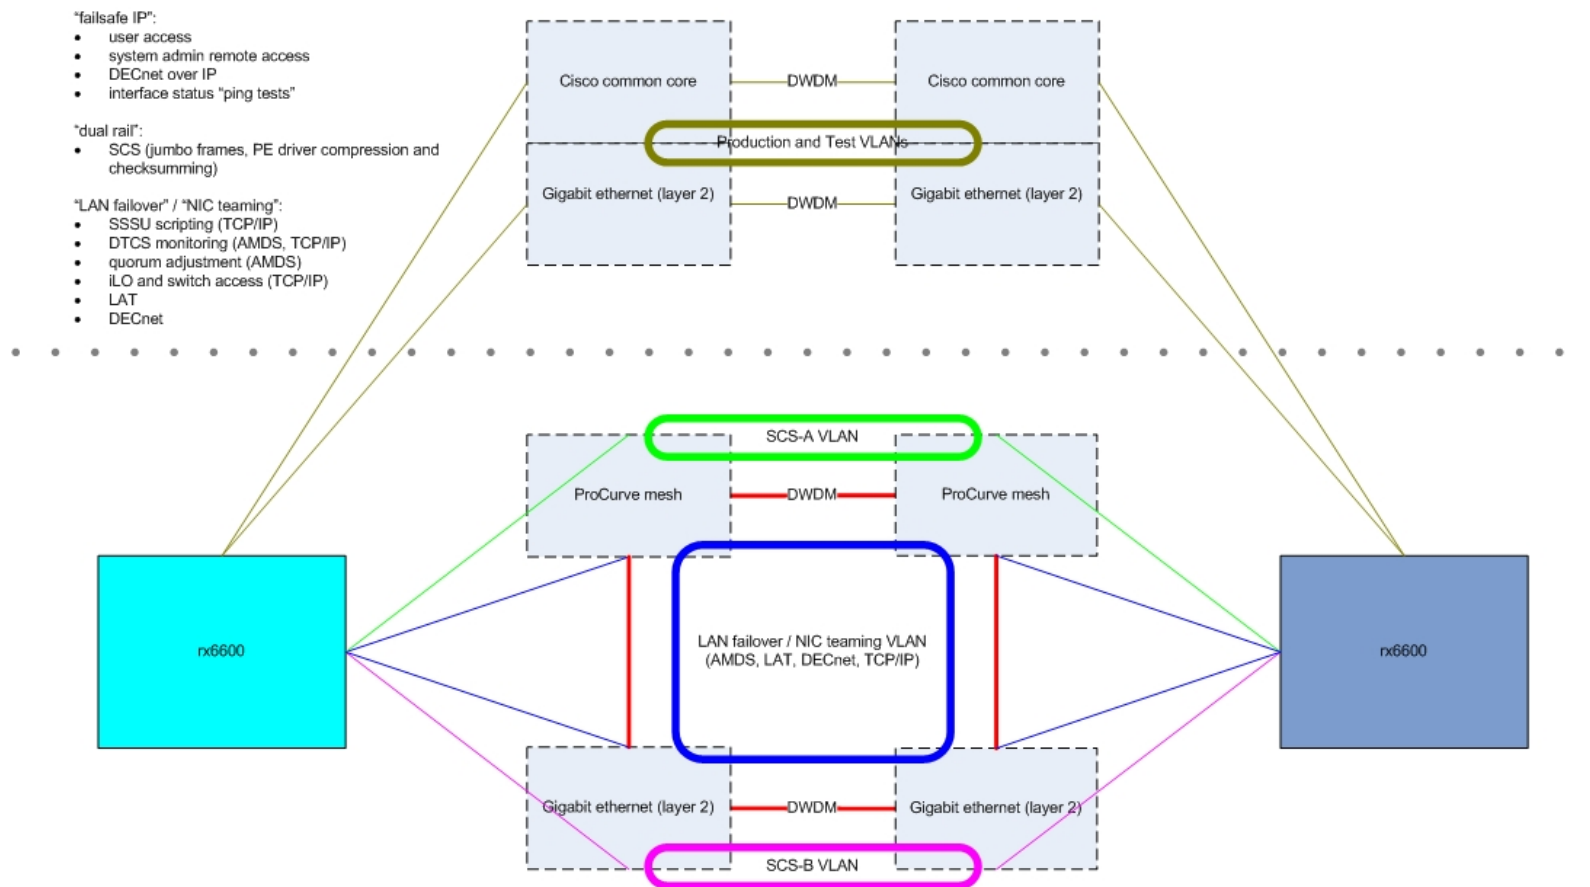 “failsafe IP”:
• user access
• system admin remote access
• DECnet over IP
• interface status “ping tests”
“dual rail”:
• SCS (jumbo frames, PE driver compression and
checksumming)
“LAN failover” / “NIC teaming”:
• SSSU scripting (TCP/IP)
• DTCS monitoring (AMDS, TCP/IP)
• quorum adjustment (AMDS)
• iLO and switch access (TCP/IP)
• LAT
• DECnet
Cisco common core
DWDM
Cisco common core
Production and Test VLANs
Gigabit ethernet (layer 2)
DWDM
Gigabit ethernet (layer 2)
SCS-A VLAN
ProCurve mesh
DWDM
ProCurve mesh
rx6600
LAN failover / NIC teaming VLAN
(AMDS, LAT, DECnet, TCP/IP)
rx6600
Gigabit ethernet (layer 2)
DWDM
Gigabit ethernet (layer 2)
SCS-B VLAN